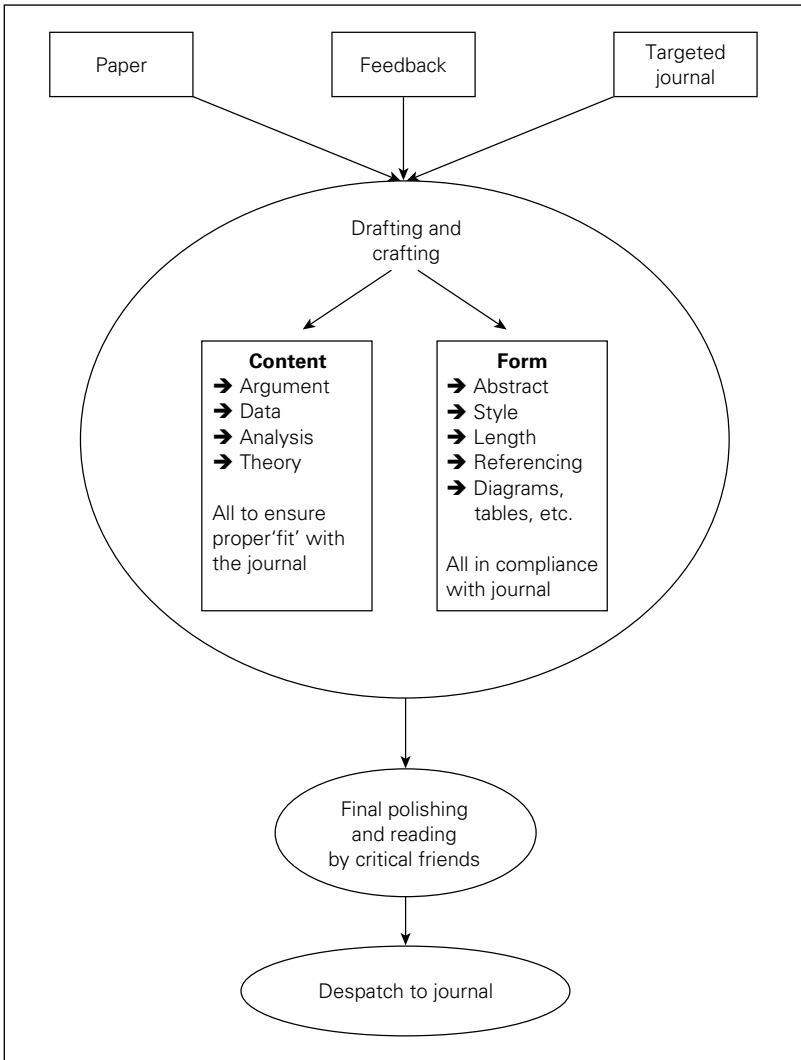 Paper
Feedback
Targeted
journal
Drafting and
crafting
Content
➔ Argument
➔ Data
➔ Analysis
➔ Theory
All to ensure
proper‘fit’ with
the journal
Form
➔ Abstract
➔ Style
➔ Length
➔ Referencing
➔ Diagrams,
tables, etc.
All in compliance
with journal
Final polishing
and reading
by critical friends
Despatch to journal